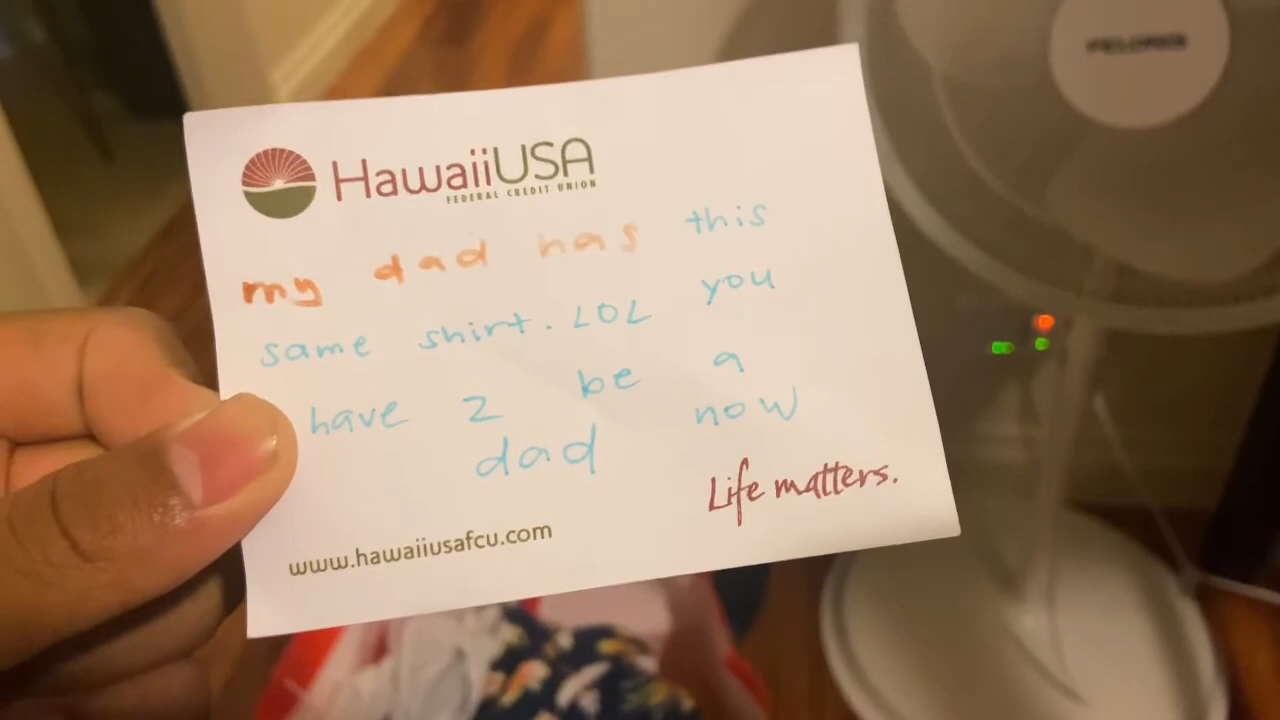 HawaiiUSA
FEDERAL CREDIT UNION
my dad has this
same shirt. LOL you
have 2 be a
dad now
Life matters.
www.hawaiiusafcu.com
PELONIS